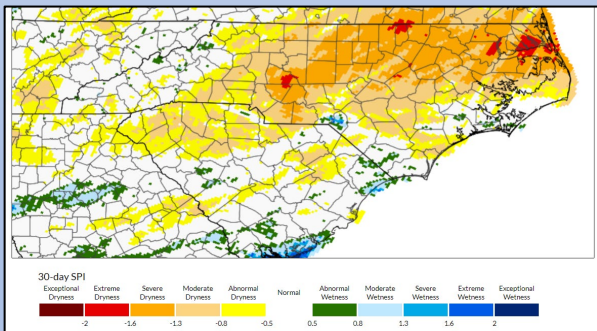 30-day SPI
Exceptional Dryness Extreme Dryness Severe Dryness Moderate Dryness Abnormal Dryness Normal Abnormal Wetness Moderate Wetness Severe Wetness Extreme Wetness Exceptional Wetness
-2 -1.6 -1.3 -0.8 -0.5 0.5 0.8 1.3 1.6 2